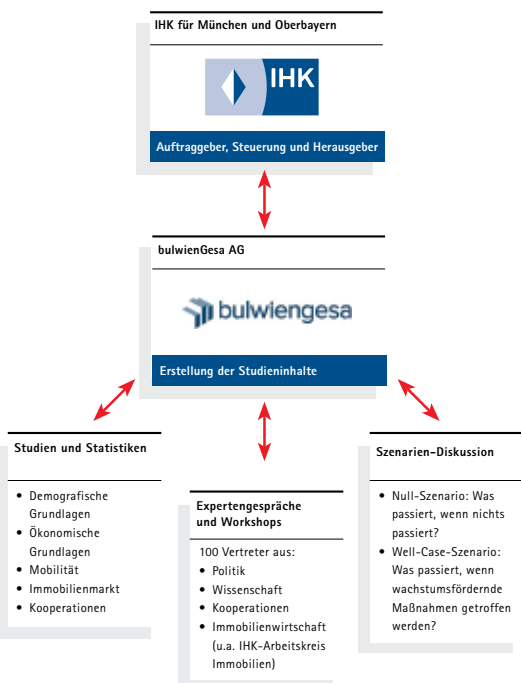 IHK für München und Oberbayern
IHK
Auftraggeber, Steuerung und Herausgeber
bulwienGesa AG
bulwiengesa
Erstellung der Studieninhalte
Studien und Statistiken
• Demografische
Grundlagen
• Ökonomische
Grundlagen
• Mobilität
• Immobilienmarkt
• Kooperationen
Expertengespräche
und Workshops
100 Vertreter aus:
• Politik
• Wissenschaft
• Kooperationen
• Immobilienwirtschaft
(u.a. IHK-Arbeitskreis
Immobilien)
Szenarien-Diskussion
• Null-Szenario: Was
passiert, wenn nichts
passiert?
• Well-Case-Szenario:
Was passiert, wenn
wachstumsfördernde
Maßnahmen getroffen
werden?